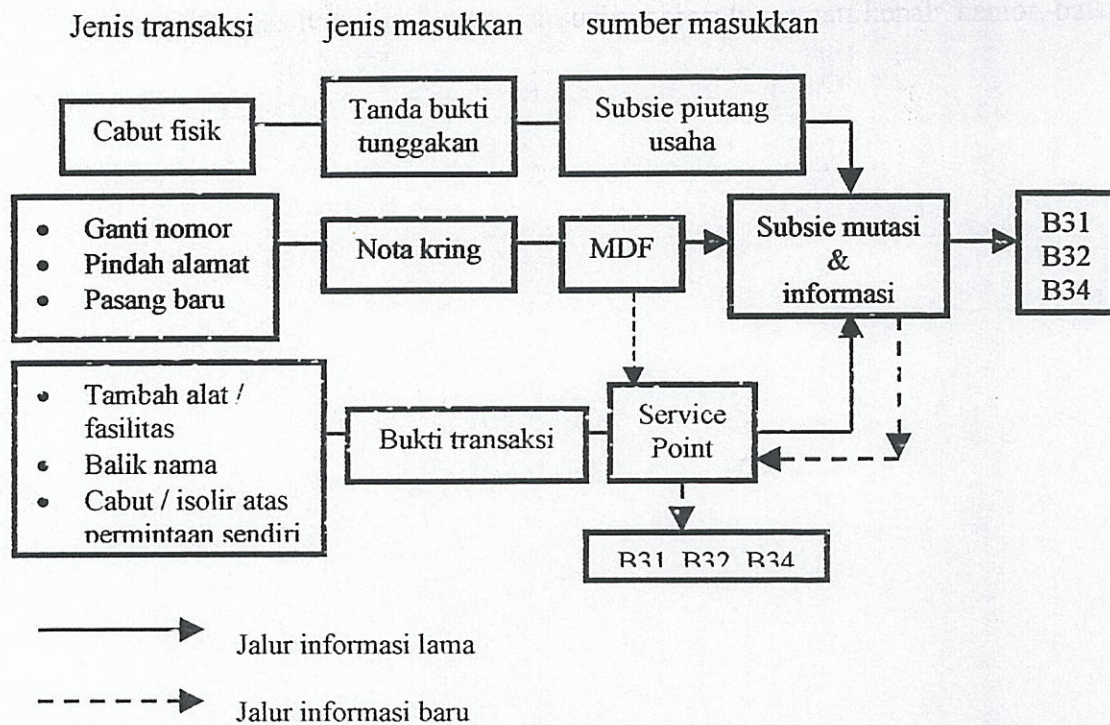 Jenis transaksi jenis masukkan sumber masukkan
Cabut fisik
Tanda bukti
tunggakan
Subsie piutang
usaha
• Ganti nomor
• Pindah alamat
• Pasang baru
Nota kring
MDF
Subsie mutasi
&
informasi
B31
B32
B34
• Tambah alat /
fasilitas
• Balik nama
• Cabut / isolir atas
permintaan sendiri
Bukti transaksi
Service
Point
B31 B32 B34
Jalur informasi lama
Jalur informasi baru